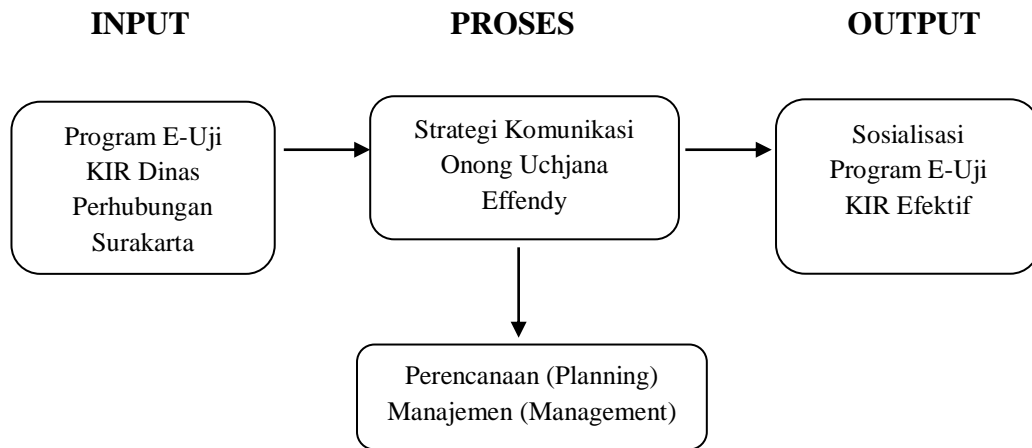 INPUT
PROSES
OUTPUT
Program E-Uji
KIR Dinas
Perhubungan
Surakarta
Strategi Komunikasi
Onong Uchjana
Effendy
Sosialisasi
Program E-Uji
KIR Efektif
Perencanaan (Planning)
Manajemen (Management)